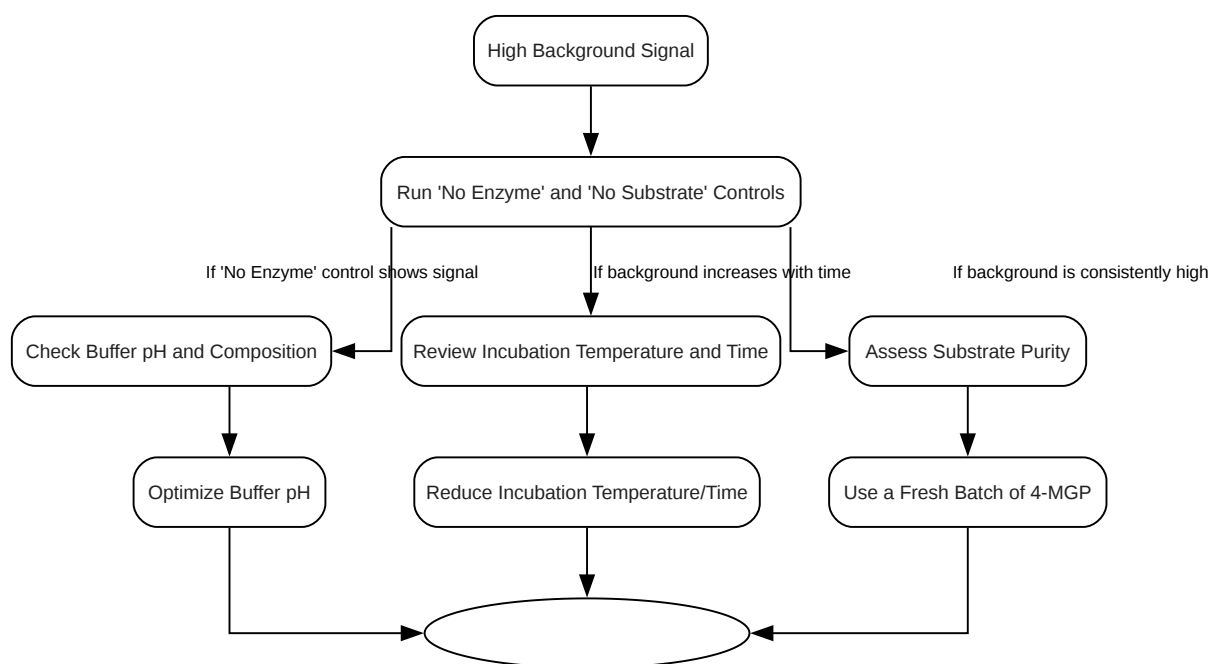 High Background Signal
Run 'No Enzyme' and 'No Substrate' Controls
If 'No Enzyme' control shows signal
If background increases with time
If background is consistently high
Check Buffer pH and Composition
Review Incubation Temperature and Time
Assess Substrate Purity
Optimize Buffer pH
Reduce Incubation Temperature/Time
Use a Fresh Batch of 4-MGP